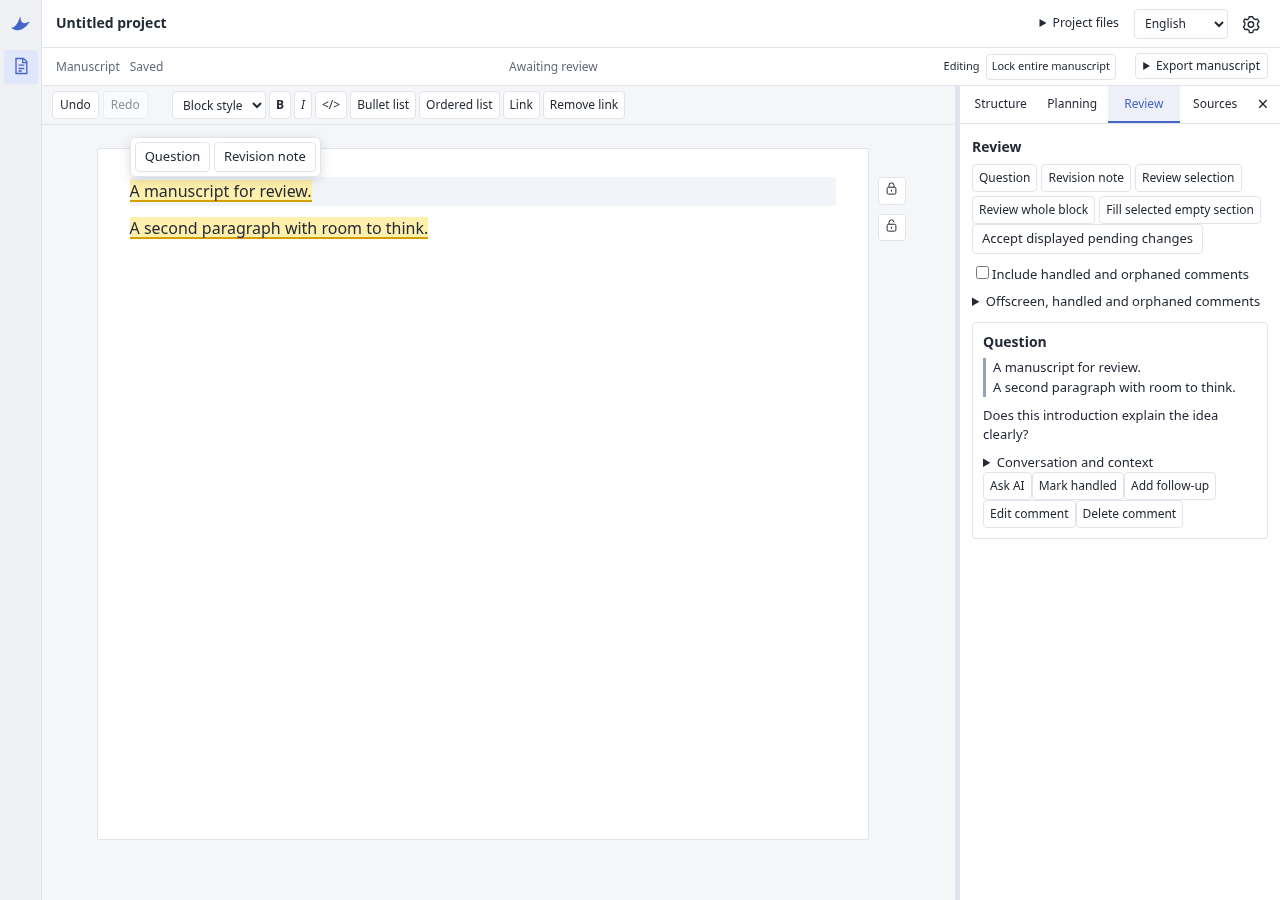 Untitled project
Project files
English
Manuscript Saved
Awaiting review
Editing
Lock entire manuscript
Export manuscript
Undo
Redo
Block style
B
I
</>
Bullet list
Ordered list
Link
Remove link
Structure
Planning
Review
Sources
Question
Revision note
A manuscript for review.
A second paragraph with room to think.
Review
Question
Revision note
Review selection
Review whole block
Fill selected empty section
Accept displayed pending changes
Include handled and orphaned comments
Offscreen, handled and orphaned comments
Question
A manuscript for review.
A second paragraph with room to think.
Does this introduction explain the idea
clearly?
Conversation and context
Ask AI
Mark handled
Add follow-up
Edit comment
Delete comment